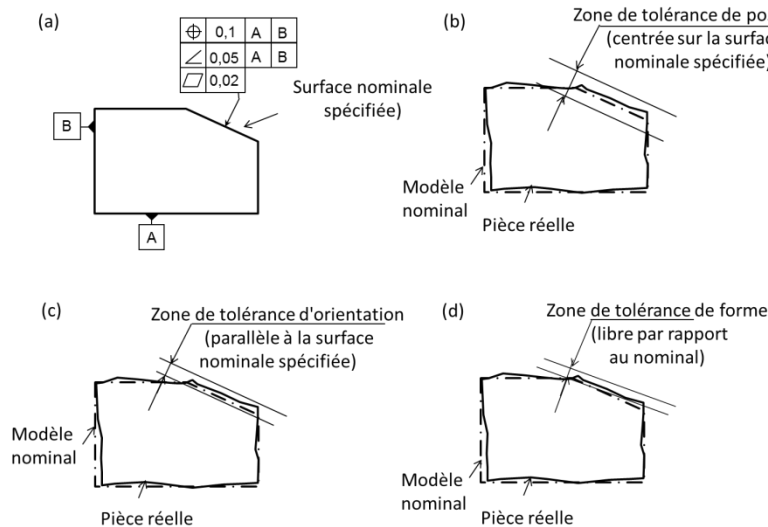 (a)
⌖ 0,1 A B
∠ 0,05 A B
⏥ 0,02
Surface nominale
spécifiée)
B
A
(b)
Zone de tolérance de pos
(centrée sur la surface
nominale spécifiée)
Modèle
nominal
Pièce réelle
(c)
Zone de tolérance d'orientation
(parallèle à la surface
nominale spécifiée)
Modèle
nominal
Pièce réelle
(d)
Zone de tolérance de forme
(libre par rapport
au nominal)
Modèle
nominal
Pièce réelle